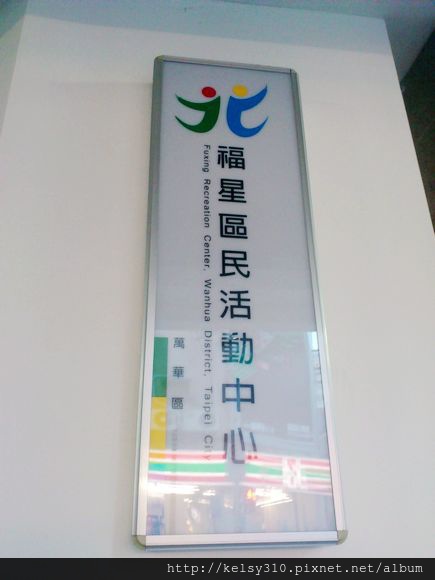 福星區民活動中心
Fuxing Recreation Center, Wanhua District, Taipei City
萬華區
http://kelsy310.pixnet.net/album